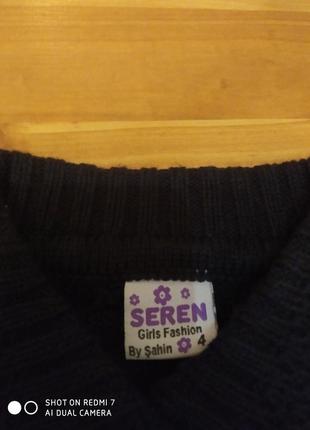 SEREN
Girls Fashion
By Şahin 4
SHOT ON REDMI 7
AI DUAL CAMERA